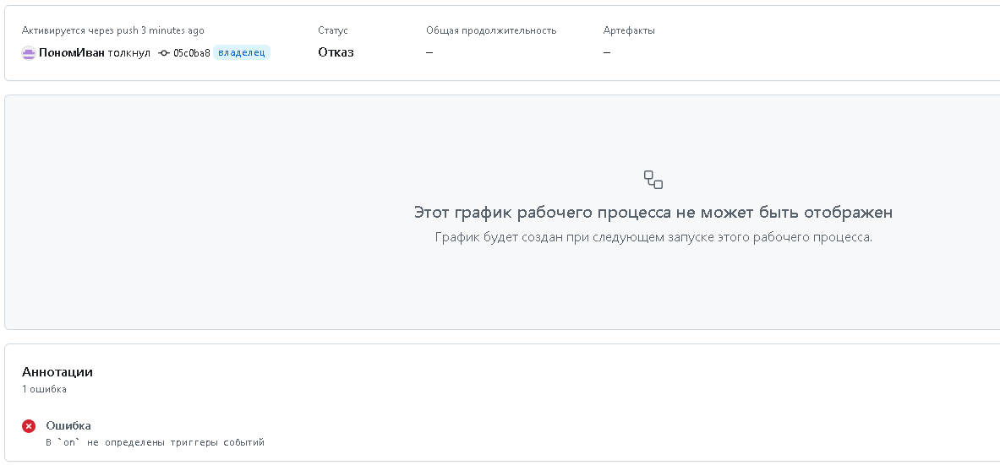 Активируется через push 3 minutes ago
Статус
Общая продолжительность
Артефакты
ПономИван толкнул 05c0ba8 владелец
Отказ
–
–
Этот график рабочего процесса не может быть отображен
График будет создан при следующем запуске этого рабочего процесса.
Аннотации
1 ошибка
Ошибка
В `on` не определены триггеры событий